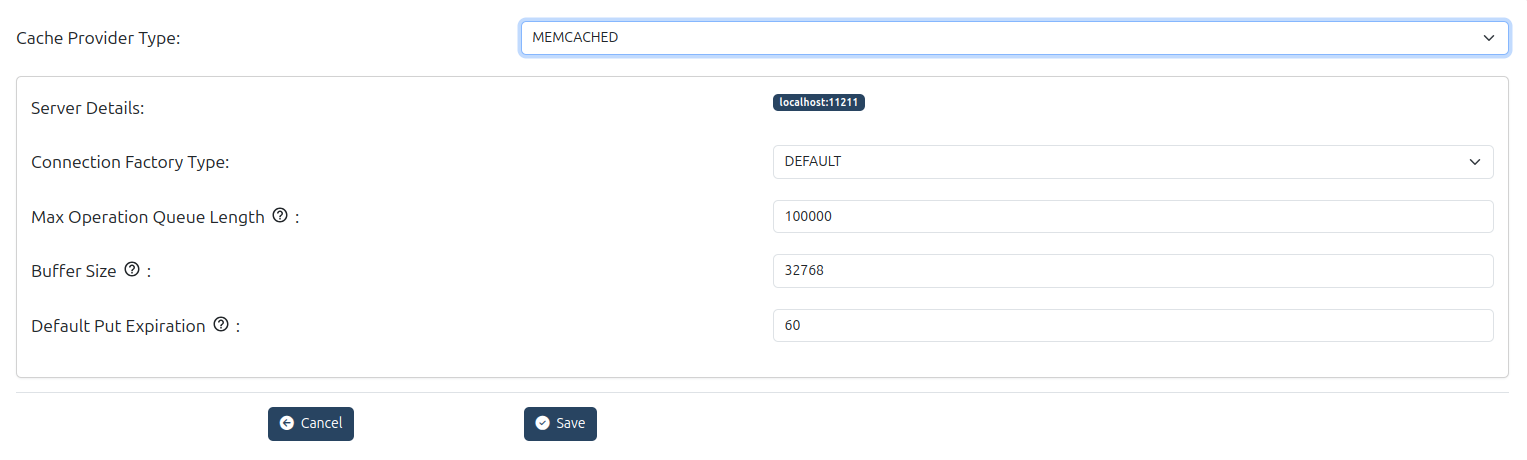 Cache Provider Type: MEMCACHED
Server Details: localhost:11211
Connection Factory Type: DEFAULT
Max Operation Queue Length ? : 100000
Buffer Size ? : 32768
Default Put Expiration ? : 60
Cancel Save